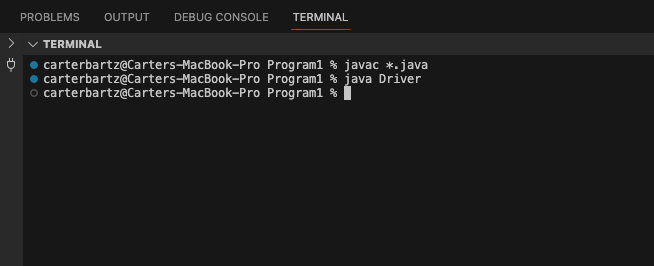 PROBLEMS OUTPUT DEBUG CONSOLE TERMINAL
TERMINAL
carterbartz@Carters-MacBook-Pro Program1 % javac *.java
carterbartz@Carters-MacBook-Pro Program1 % java Driver
carterbartz@Carters-MacBook-Pro Program1 %